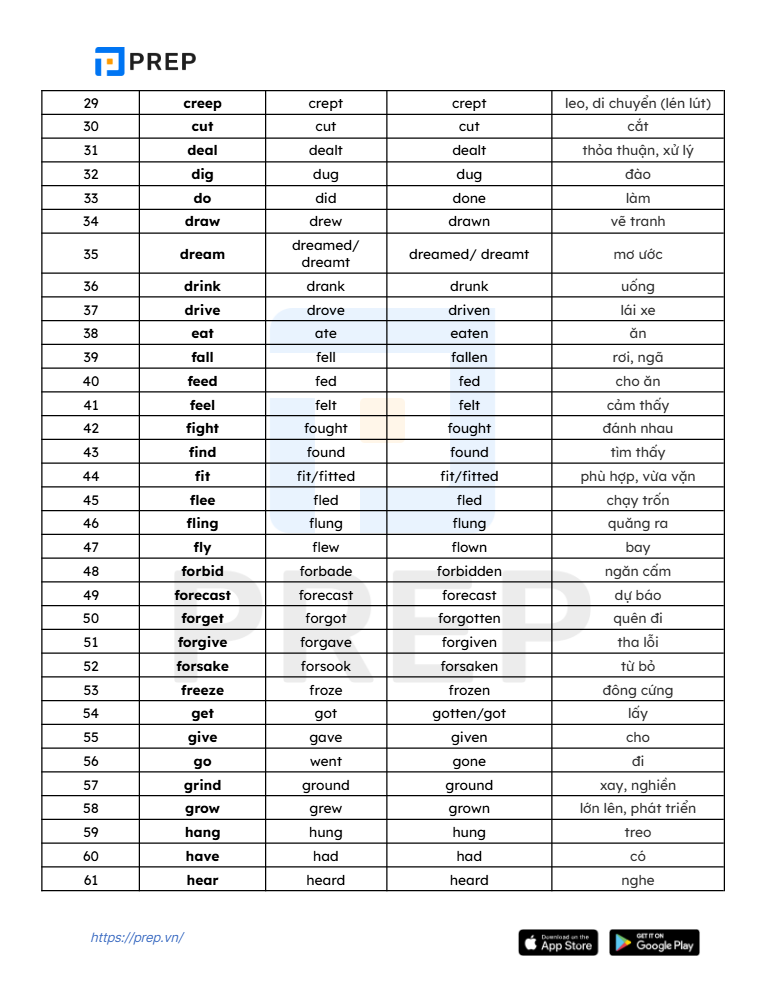 PREP
29 creep crept crept leo, di chuyển (lén lút)
30 cut cut cut cắt
31 deal dealt dealt thỏa thuận, xử lý
32 dig dug dug đào
33 do did done làm
34 draw drew drawn vẽ tranh
35 dream dreamed/ dreamt dreamed/ dreamt mơ ước
36 drink drank drunk uống
37 drive drove driven lái xe
38 eat ate eaten ăn
39 fall fell fallen rơi, ngã
40 feed fed fed cho ăn
41 feel felt felt cảm thấy
42 fight fought fought đánh nhau
43 find found found tìm thấy
44 fit fit/fitted fit/fitted phù hợp, vừa vặn
45 flee fled fled chạy trốn
46 fling flung flung quăng ra
47 fly flew flown bay
48 forbid forbade forbidden ngăn cấm
49 forecast forecast forecast dự báo
50 forget forgot forgotten quên đi
51 forgive forgave forgiven tha lỗi
52 forsake forsook forsaken từ bỏ
53 freeze froze frozen đông cứng
54 get got gotten/got lấy
55 give gave given cho
56 go went gone đi
57 grind ground ground xay, nghiền
58 grow grew grown lớn lên, phát triển
59 hang hung hung treo
60 have had had có
61 hear heard heard nghe
PREP
https://prep.vn/
Download on the App Store
GET IT ON Google Play